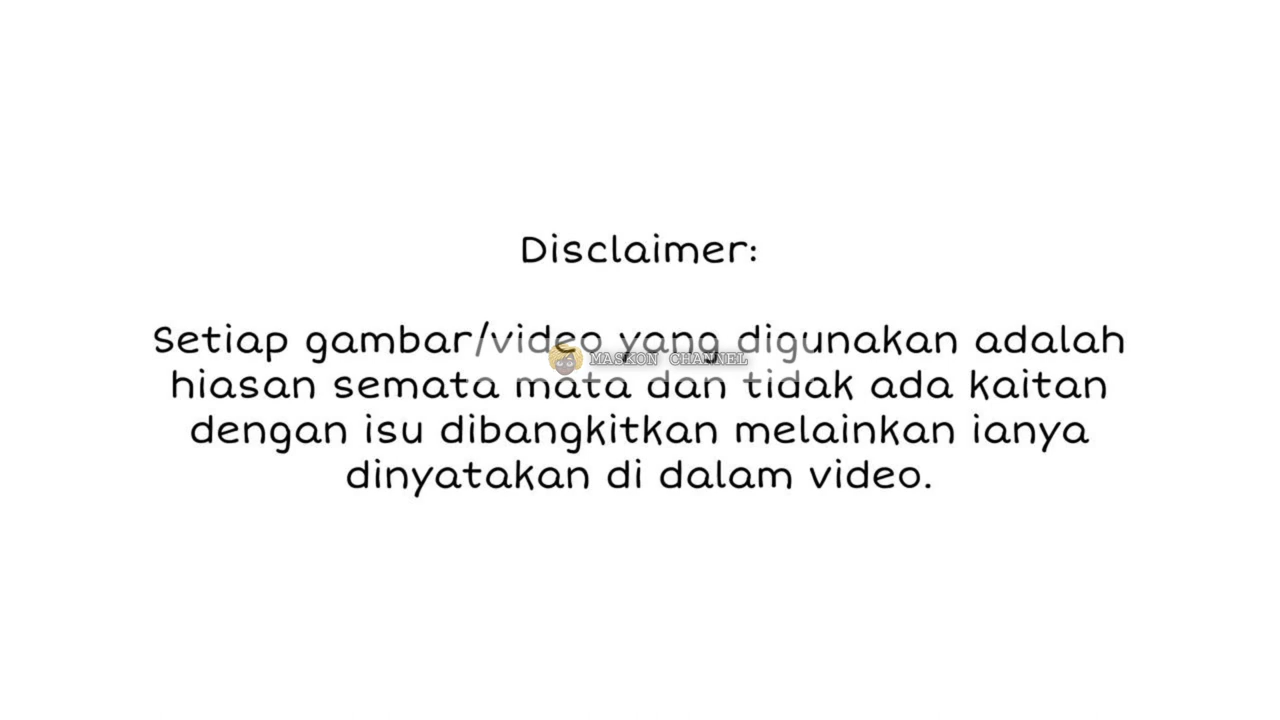 Disclaimer:
Setiap gambar/video yang digunakan adalah
MASKON CHANNEL
hiasan semata mata dan tidak ada kaitan
dengan isu dibangkitkan melainkan ianya
dinyatakan di dalam video.